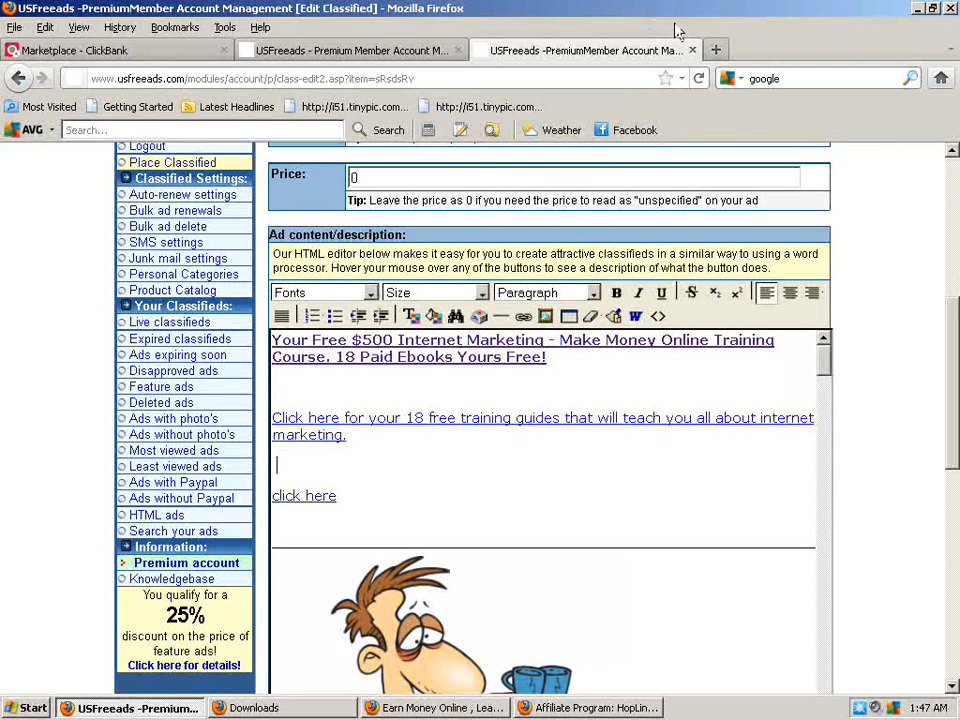 USFreeads -PremiumMember Account Management [Edit Classified] - Mozilla Firefox
File Edit View History Bookmarks Tools Help
Marketplace - ClickBank
USFreeads - Premium Member Account M...
USFreeads -PremiumMember Account Ma...
www.usfreeads.com/modules/account/p/class-edit2.asp?item=sRsdsRv
google
Most Visited Getting Started Latest Headlines http://i51.tinypic.com... http://i51.tinypic.com...
AVG Search... Search Weather Facebook
Logout
Place Classified
Classified Settings:
Auto-renew settings
Bulk ad renewals
Bulk ad delete
SMS settings
Junk mail settings
Personal Categories
Product Catalog
Your Classifieds:
Live classifieds
Expired classifieds
Ads expiring soon
Disapproved ads
Feature ads
Deleted ads
Ads with photo's
Ads without photo's
Most viewed ads
Least viewed ads
Ads with Paypal
Ads without Paypal
HTML ads
Search your ads
Information:
Premium account
Knowledgebase
You qualify for a
25%
discount on the price of
feature ads!
Click here for details!
Price:
0
Tip: Leave the price as 0 if you need the price to read as "unspecified" on your ad
Ad content/description:
Our HTML editor below makes it easy for you to create attractive classifieds in a similar way to using a word
processor. Hover your mouse over any of the buttons to see a description of what the button does.
Fonts Size Paragraph B I U S x2 x2
T W <>
Your Free $500 Internet Marketing - Make Money Online Training
Course. 18 Paid Ebooks Yours Free!
Click here for your 18 free training guides that will teach you all about internet
marketing.
click here
Start USFreeads -Premium... Downloads Earn Money Online , Lea... Affiliate Program: HopLin... 1:47 AM